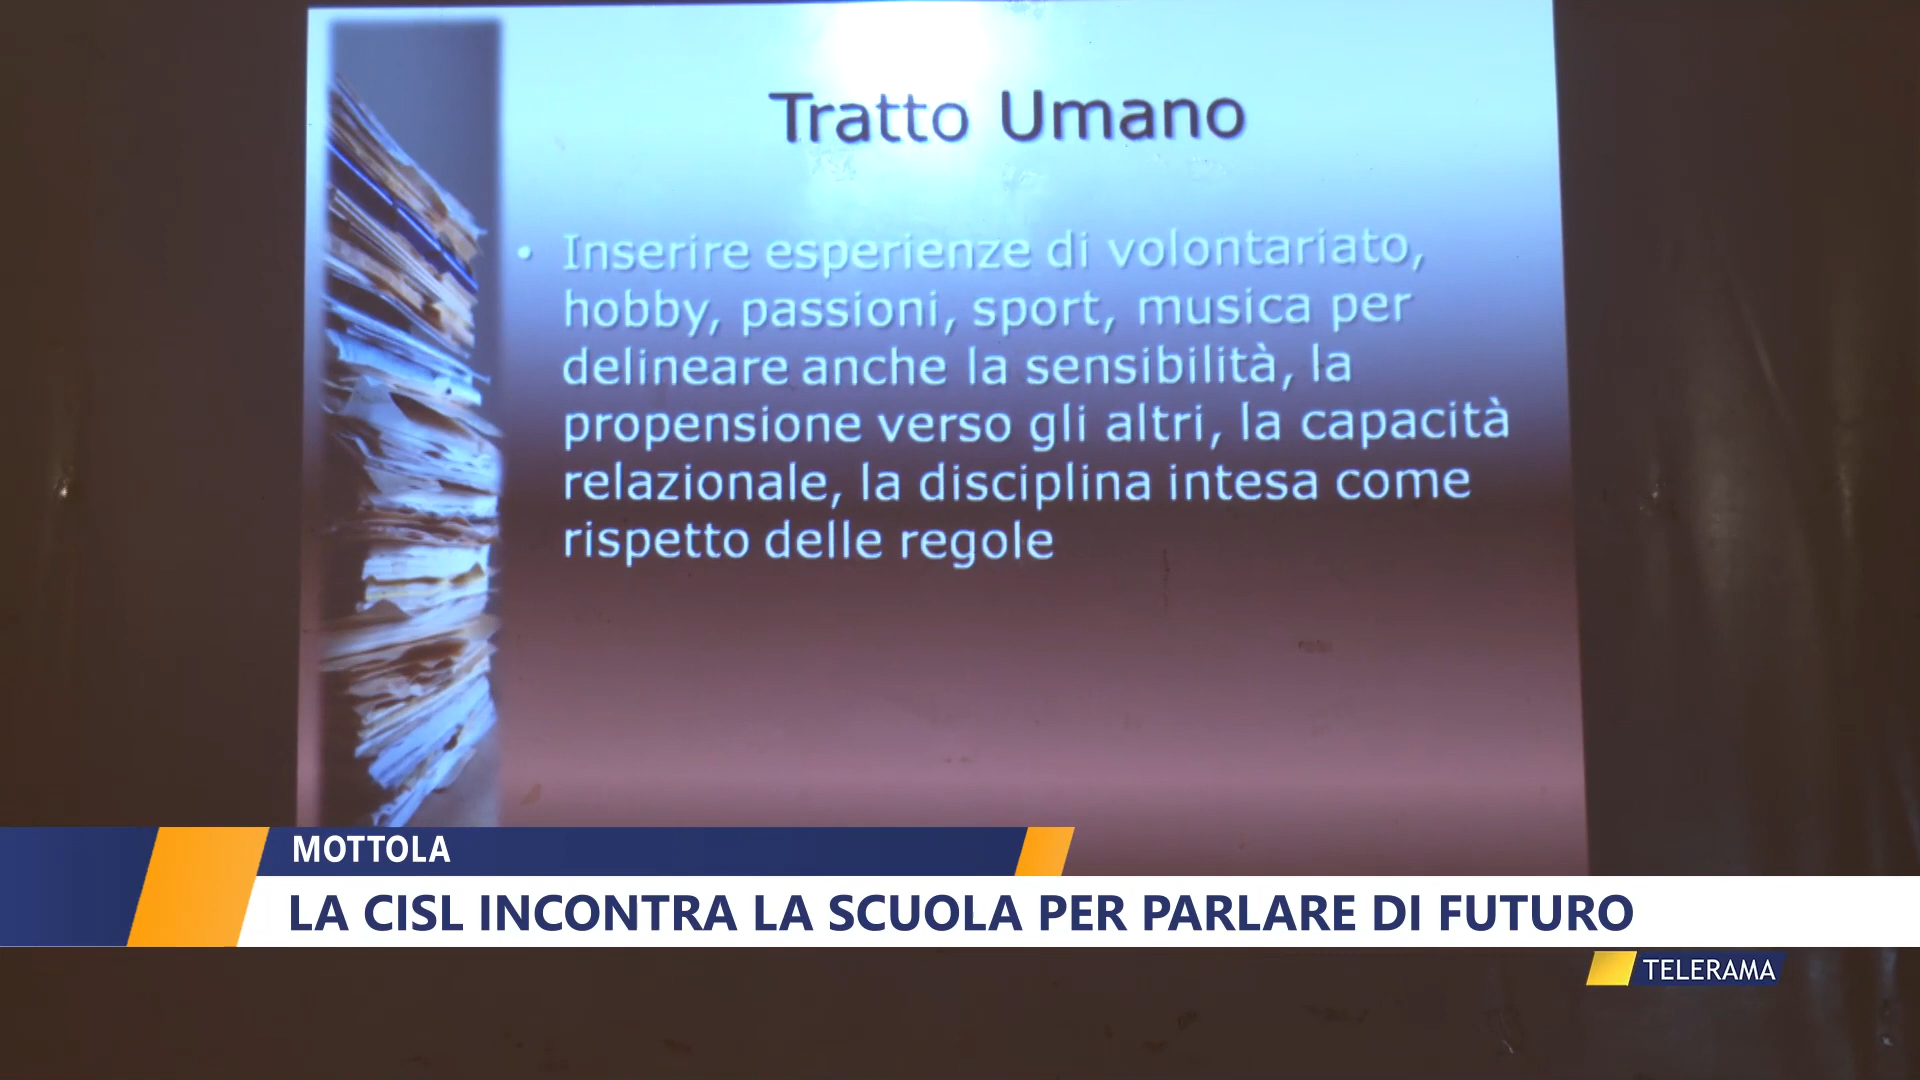 Tratto Umano
• Inserire esperienze di volontariato,
hobby, passioni, sport, musica per
delineare anche la sensibilità, la
propensione verso gli altri, la capacità
relazionale, la disciplina intesa come
rispetto delle regole
MOTTOLA
LA CISL INCONTRA LA SCUOLA PER PARLARE DI FUTURO
TELERAMA